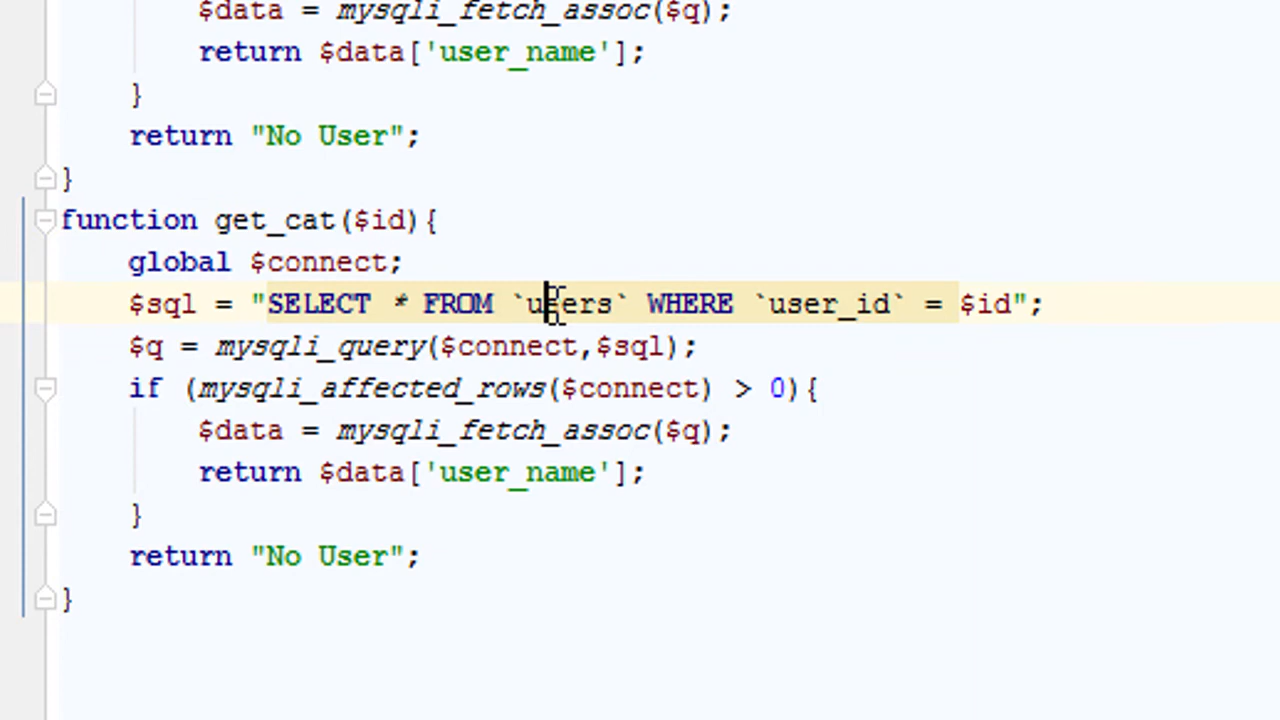 $data = mysqli_fetch_assoc($q);
return $data['user_name'];
}
return "No User";
}
function get_cat($id){
global $connect;
$sql = "SELECT * FROM `users` WHERE `user_id` = $id";
$q = mysqli_query($connect,$sql);
if (mysqli_affected_rows($connect) > 0){
$data = mysqli_fetch_assoc($q);
return $data['user_name'];
}
return "No User";
}